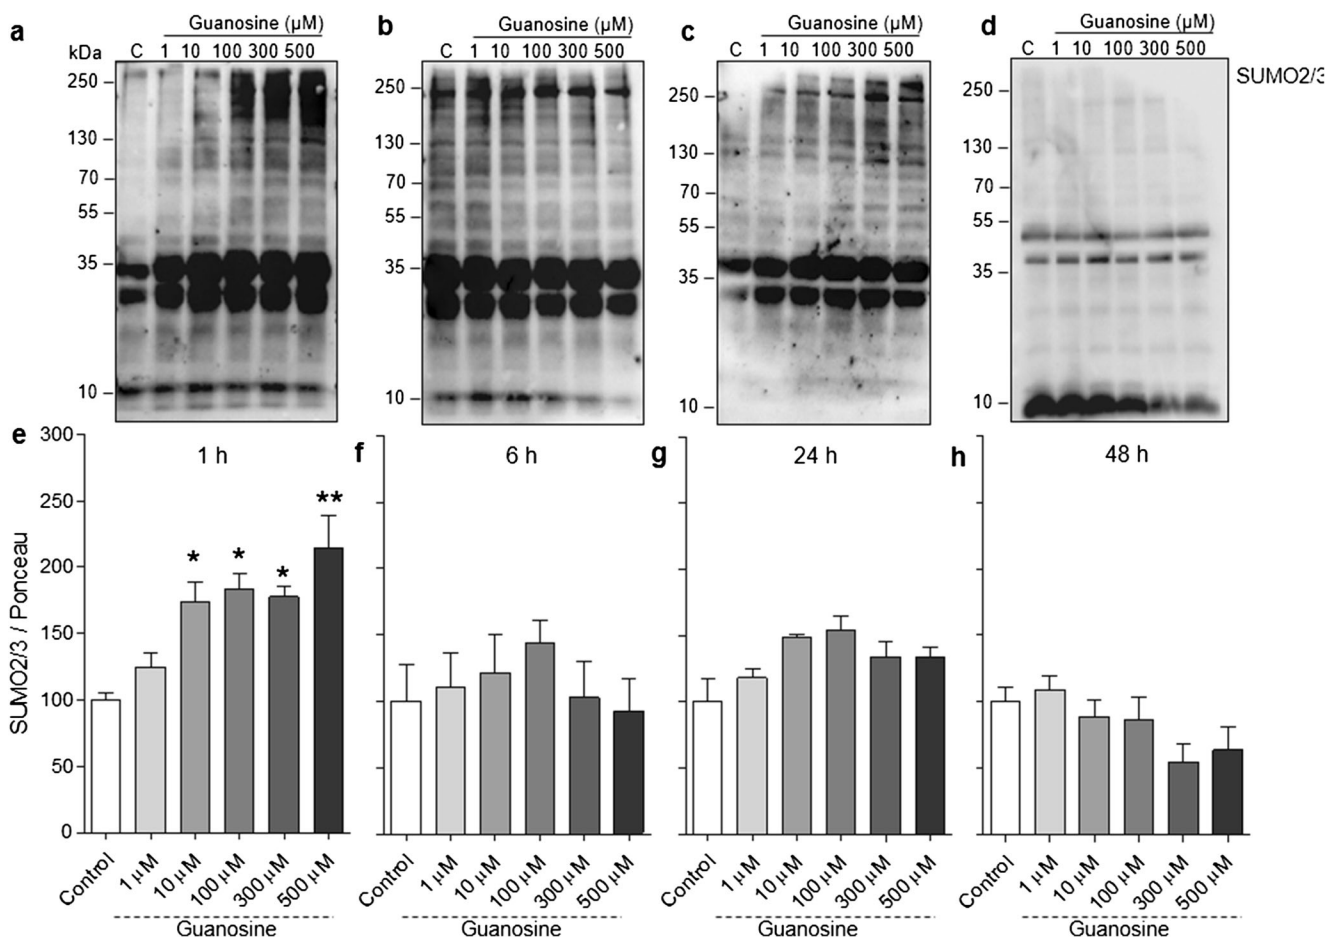 a
Guanosine (µM)
kDa C 1 10 100 300 500
250
130
70
55
35
10
b
Guanosine (µM)
C 1 10 100 300 500
250
130
70
55
35
10
c
Guanosine (µM)
C 1 10 100 300 500
250
130
70
55
35
10
d
Guanosine (µM)
C 1 10 100 300 500
SUMO2/3
250
130
70
55
35
10
e
1 h
SUMO2/3 / Ponceau
300
250
200
150
100
50
0
* * * **
Control 1 µM 10 µM 100 µM 300 µM 500 µM
Guanosine
f
6 h
Control 1 µM 10 µM 100 µM 300 µM 500 µM
Guanosine
g
24 h
Control 1 µM 10 µM 100 µM 300 µM 500 µM
Guanosine
h
48 h
Control 1 µM 10 µM 100 µM 300 µM 500 µM
Guanosine